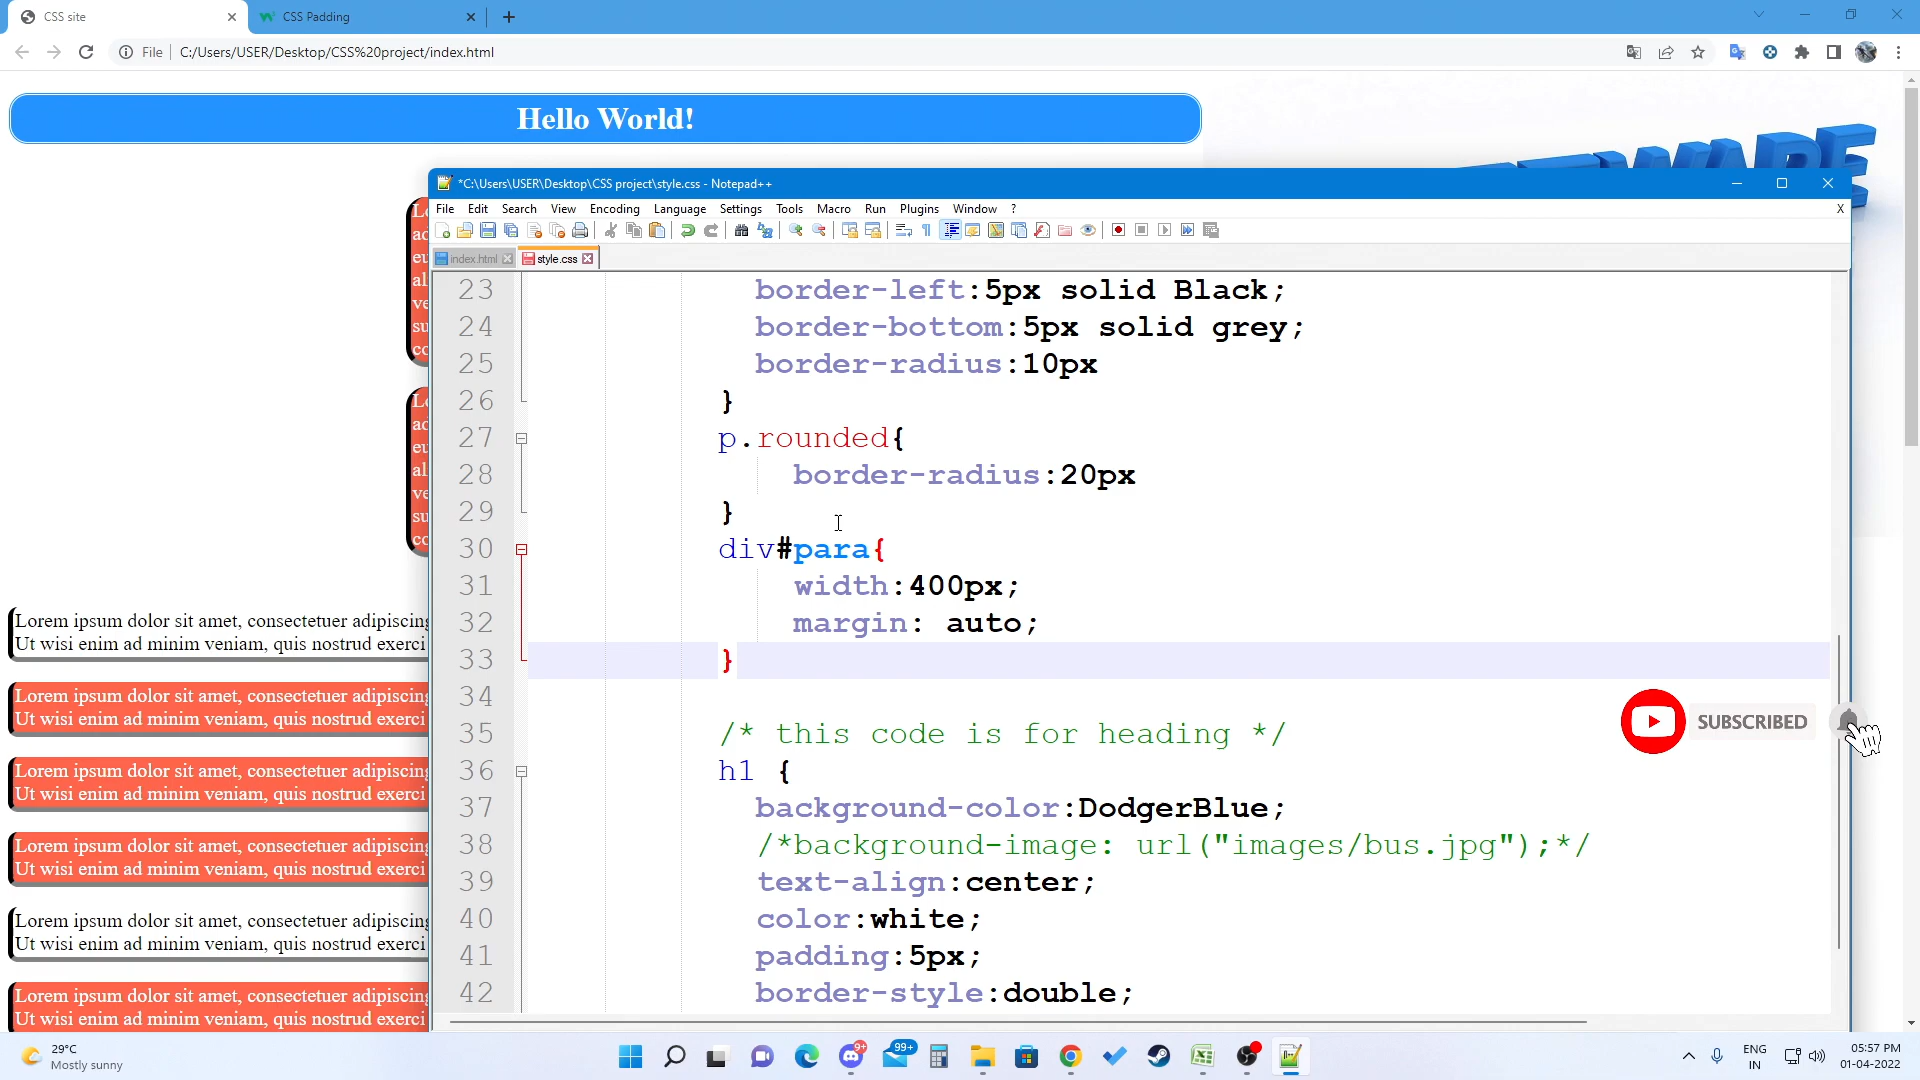 CSS site
CSS Padding
File
C:/Users/USER/Desktop/CSS%20project/index.html
Hello World!
*C:\Users\USER\Desktop\CSS project\style.css - Notepad++
File Edit Search View Encoding Language Settings Tools Macro Run Plugins Window ?
X
index.html
style.css
23 border-left:5px solid Black;
24 border-bottom:5px solid grey;
25 border-radius:10px
26 }
27 p.rounded{
28 border-radius:20px
29 }
30 div#para{
31 width:400px;
32 margin: auto;
33 }
34
35 /* this code is for heading */
36 h1 {
37 background-color:DodgerBlue;
38 /*background-image: url("images/bus.jpg");*/
39 text-align:center;
40 color:white;
41 padding:5px;
42 border-style:double;
Lorem ipsum dolor sit amet, consectetuer adipiscing
Ut wisi enim ad minim veniam, quis nostrud exerci
Lorem ipsum dolor sit amet, consectetuer adipiscing
Ut wisi enim ad minim veniam, quis nostrud exerci
Lorem ipsum dolor sit amet, consectetuer adipiscing
Ut wisi enim ad minim veniam, quis nostrud exerci
Lorem ipsum dolor sit amet, consectetuer adipiscing
Ut wisi enim ad minim veniam, quis nostrud exerci
Lorem ipsum dolor sit amet, consectetuer adipiscing
Ut wisi enim ad minim veniam, quis nostrud exerci
Lorem ipsum dolor sit amet, consectetuer adipiscing
Ut wisi enim ad minim veniam, quis nostrud exerci
SUBSCRIBED
29°C
Mostly sunny
9+
99+
ENG
IN
05:57 PM
01-04-2022